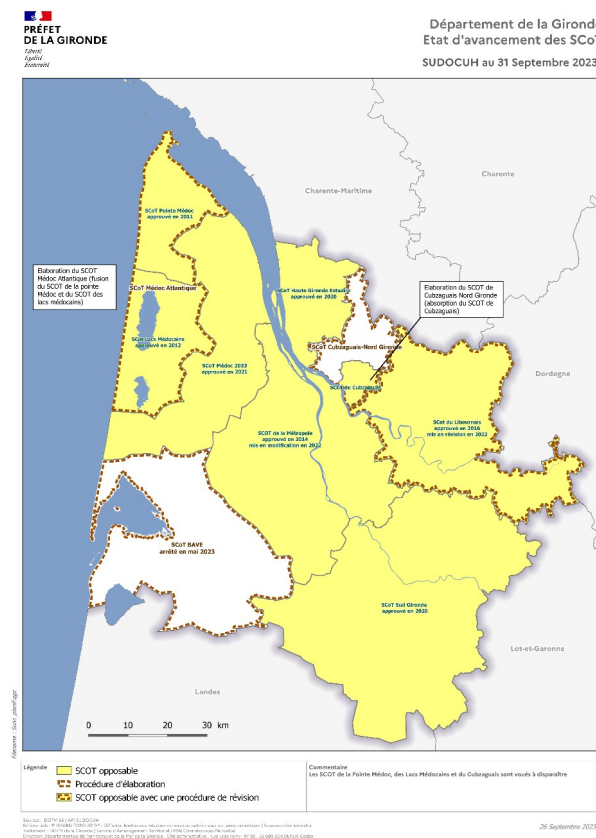 PRÉFET
DE LA GIRONDE
Liberté
Égalité
Fraternité
Département de la Gironde
Etat d'avancement des SCoT
SUDOCUH au 31 Septembre 2023
Charente-Maritime
Charente
Dordogne
Lot-et-Garonne
Landes
SCoT Pointe Médoc
approuvé en 2011
Elaboration du SCOT
Médoc Atlantique (fusion
du SCOT de la pointe
Médoc et du SCOT des
lacs médocains)
SCoT Médoc Atlantique
SCoT Lacs Médocains
approuvé en 2012
SCoT Médoc 2033
approuvé en 2021
SCoT Haute Gironde Estuaire
approuvé en 2020
Elaboration du SCOT de
Cubzaguais Nord Gironde
(absorption du SCOT de
Cubzaguais)
SCoT Cubzaguais-Nord Gironde
SCoT du Cubzaguais
SCot du Libournais
approuvé en 2016
mis en révision en 2022
SCOT de la Métropole
approuvé en 2014
mis en modification en 2022
SCoT BAVE
arrêté en mai 2023
SCoT Sud Gironde
approuvé en 2020
0 10 20 30 km
Légende
SCOT opposable
Procédure d'élaboration
SCOT opposable avec une procédure de révision
Commentaire
Les SCOT de la Pointe Médoc, des Lacs Médocains et du Cubzaguais sont voués à disparaître
26 Septembre 2023